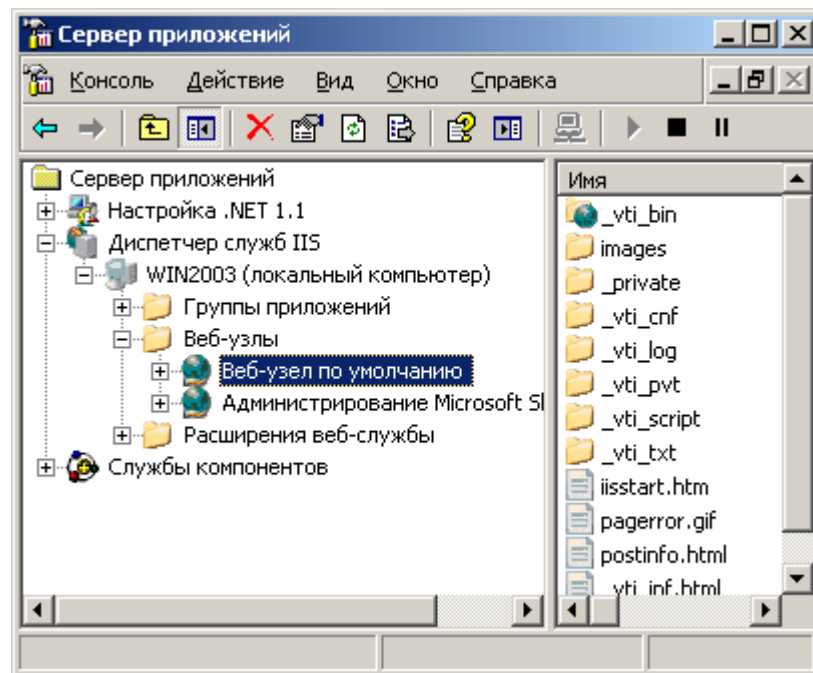 Сервер приложений
Консоль Действие Вид Окно Справка
Сервер приложений
Настройка .NET 1.1
Диспетчер служб IIS
WIN2003 (локальный компьютер)
Группы приложений
Веб-узлы
Веб-узел по умолчанию
Администрирование Microsoft
Расширения веб-службы
Службы компонентов
Имя
_vti_bin
images
_private
_vti_cnf
_vti_log
_vti_pvt
_vti_script
_vti_txt
iisstart.htm
pagerror.gif
postinfo.html
_vti_inf.html